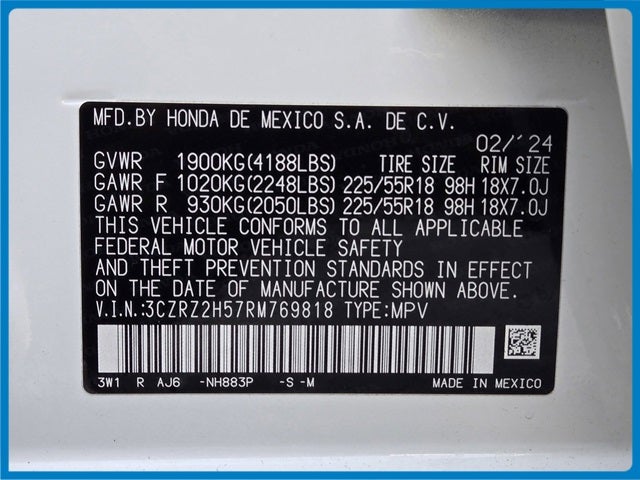 MFD.BY HONDA DE MEXICO S.A. DE C.V.
02/'24
GVWR 1900KG(4188LBS) TIRE SIZE RIM SIZE
GAWR F 1020KG(2248LBS) 225/55R18 98H 18X7.0J
GAWR R 930KG(2050LBS) 225/55R18 98H 18X7.0J
THIS VEHICLE CONFORMS TO ALL APPLICABLE
FEDERAL MOTOR VEHICLE SAFETY
AND THEFT PREVENTION STANDARDS IN EFFECT
ON THE DATE OF MANUFACTURE SHOWN ABOVE.
V.I.N.:3CZRZ2H57RM769818 TYPE:MPV
3W1 R AJ6 -NH883P -S -M MADE IN MEXICO